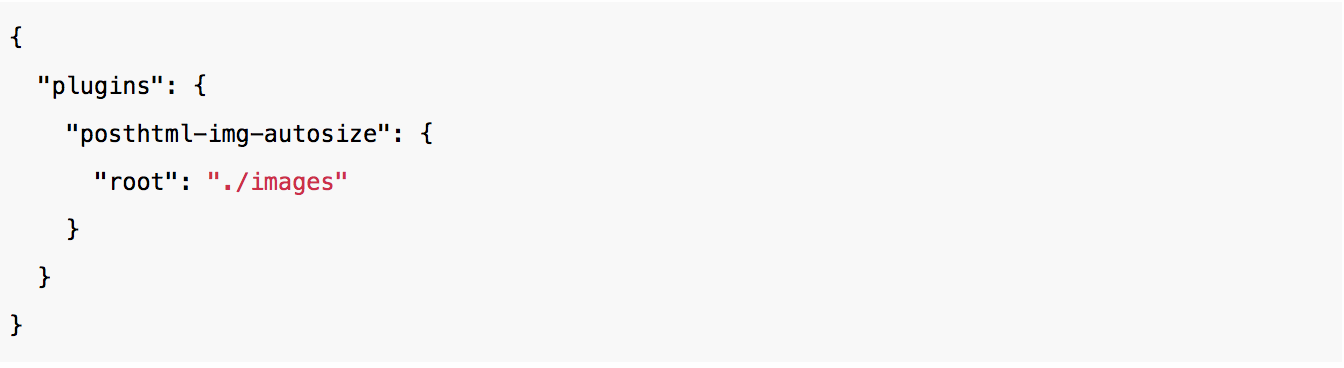 {
  "plugins": {
    "posthtml-img-autosize": {
      "root": "./images"
    }
  }
}